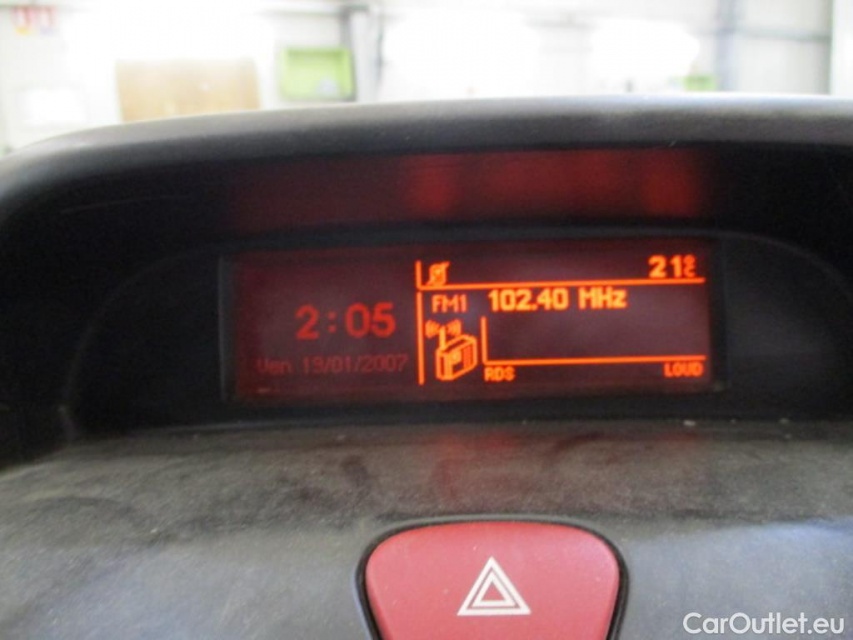 21°C
FM1 102.40 MHz
2:05
Ven 19/01/2007
RDS LOUD
CarOutlet.eu